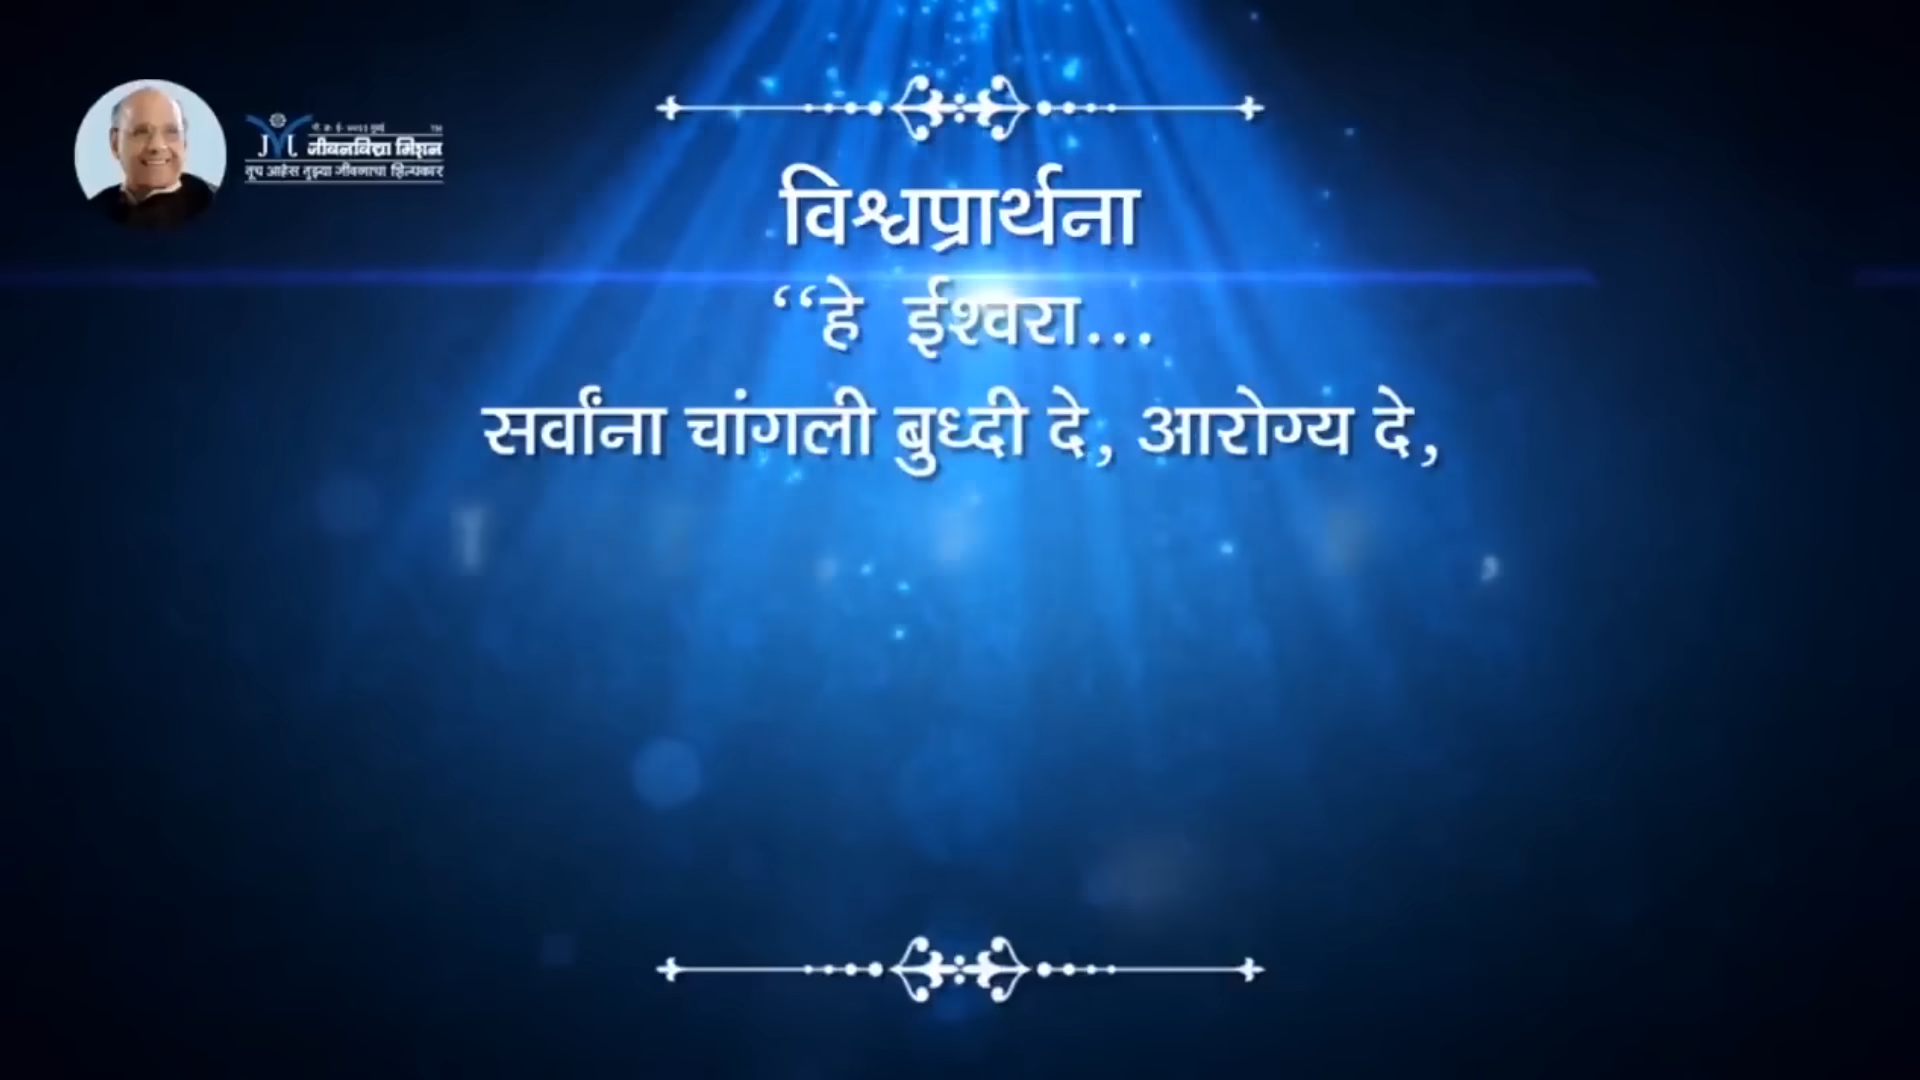 जीवनविद्या मिशन
तूच आहेस तुझ्या जीवनाचा शिल्पकार
विश्वप्रार्थना
“हे ईश्वरा...
सर्वांना चांगली बुध्दी दे, आरोग्य दे,